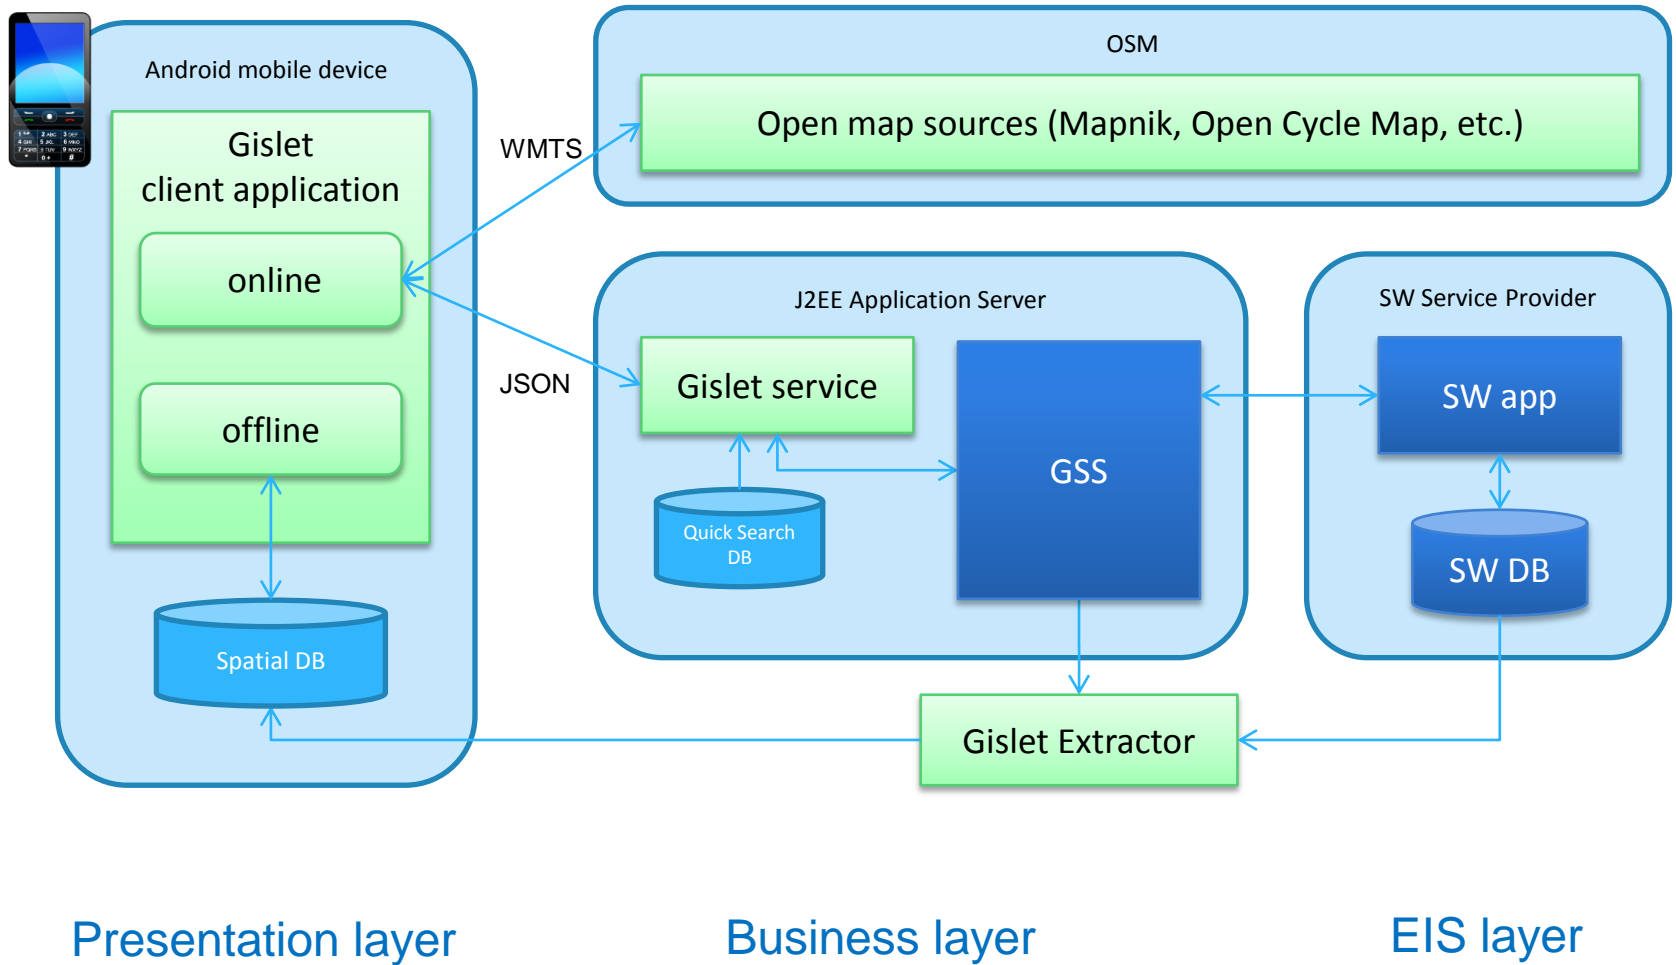 Android mobile device
Gislet
client application
online
offline
Spatial DB
WMTS
JSON
OSM
Open map sources (Mapnik, Open Cycle Map, etc.)
J2EE Application Server
Gislet service
Quick Search
DB
GSS
SW Service Provider
SW app
SW DB
Gislet Extractor
Presentation layer
Business layer
EIS layer